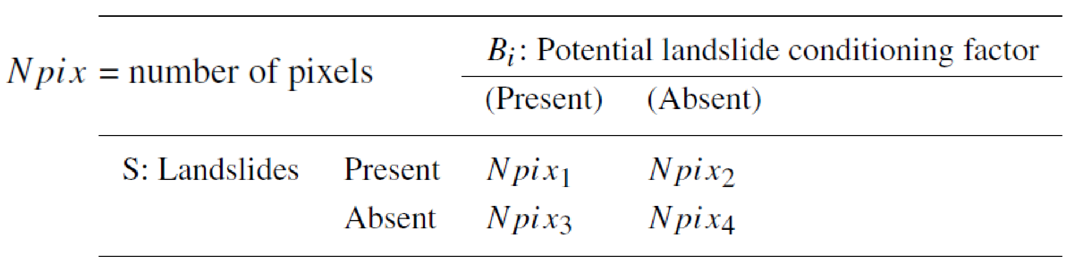 Npix = number of pixels
B_i: Potential landslide conditioning factor
(Present) (Absent)
S: Landslides Present Npix_1 Npix_2
Absent Npix_3 Npix_4